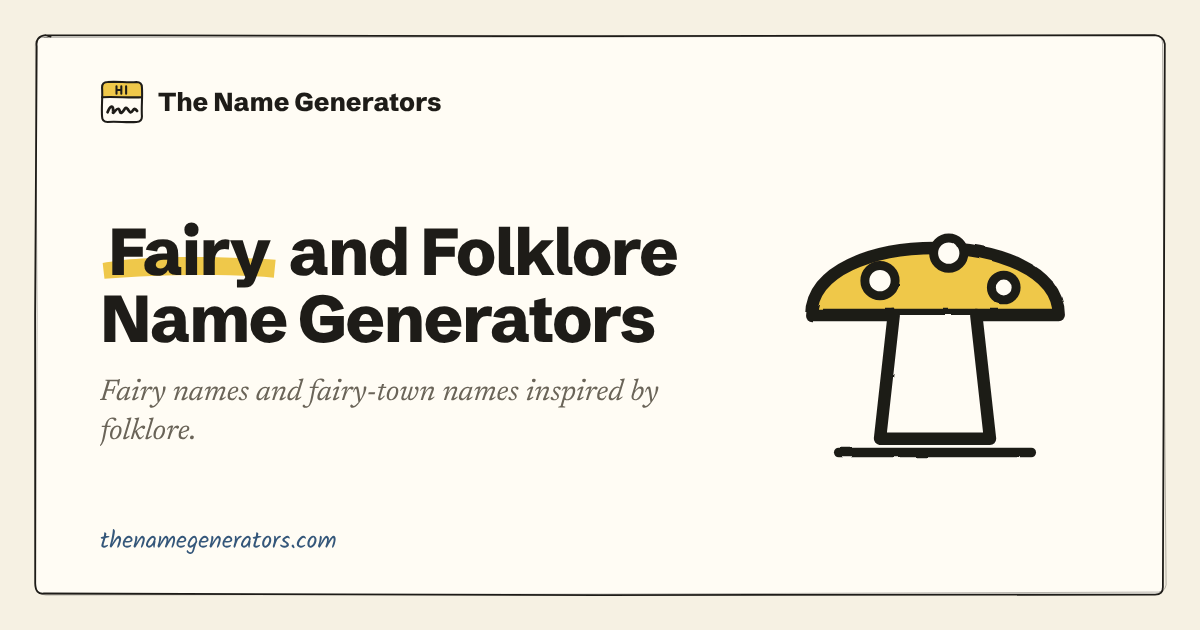 HI
The Name Generators
Fairy and Folklore
Name Generators
Fairy names and fairy-town names inspired by
folklore.
thenamegenerators.com